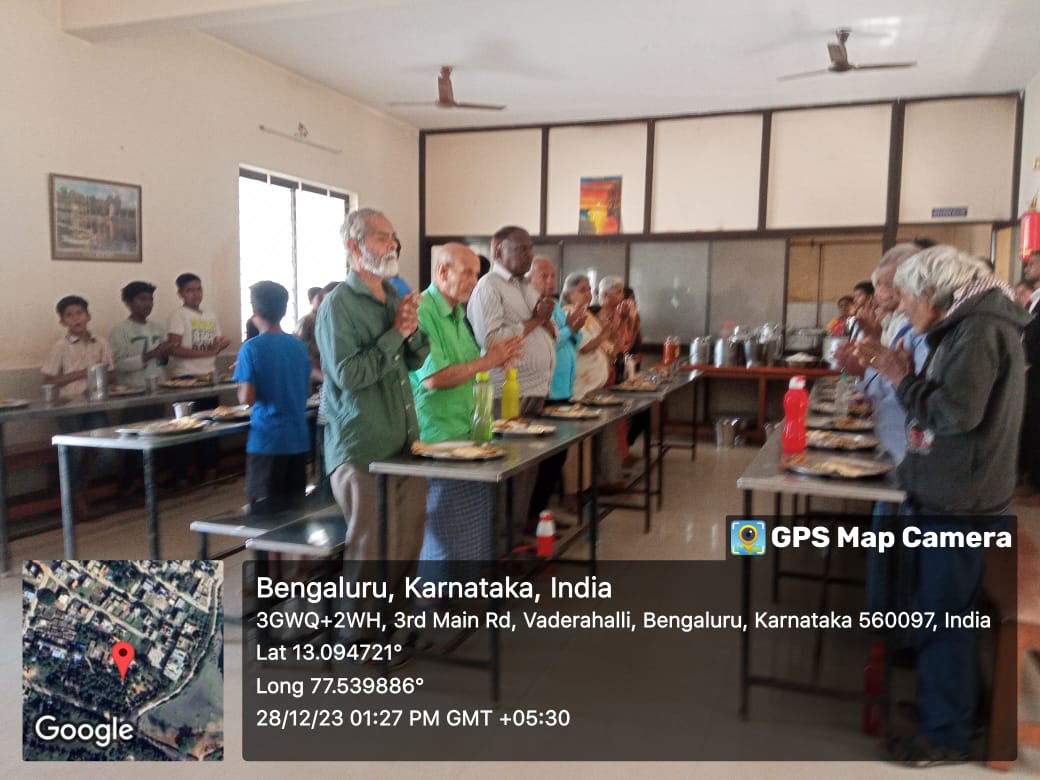 GPS Map Camera
Bengaluru, Karnataka, India
3GWQ+2WH, 3rd Main Rd, Vaderahalli, Bengaluru, Karnataka 560097, India
Lat 13.094721°
Long 77.539886°
28/12/23 01:27 PM GMT +05:30
Google